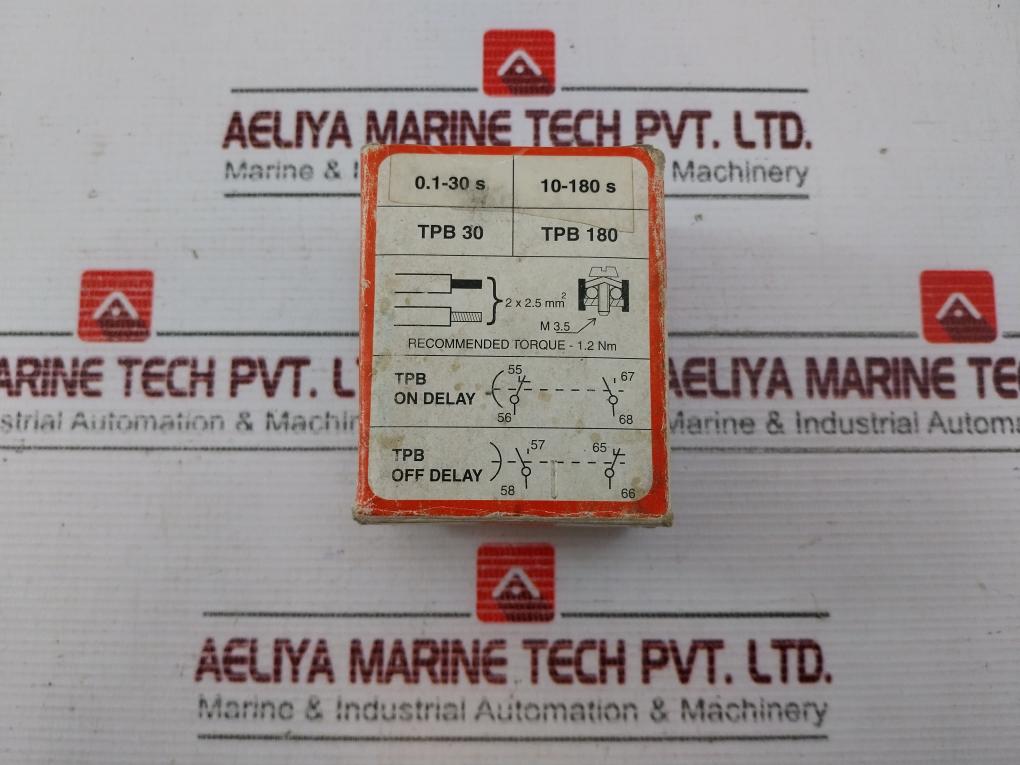 AELIYA MARINE TECH PVT. LTD.
Marine & Machinery
0.1-30 s 10-180 s
TPB 30 TPB 180
2 x 2.5 mm²
M 3.5
RECOMMENDED TORQUE - 1.2 Nm
TPB
ON DELAY
55
56
67
68
TPB
OFF DELAY
57
58
65
66
ARINE TECH PVT. L
strial Automation & Machin
AELIYA MARINE TE
Marine & Industrial Automa
AELIYA MARINE TECH PVT. LTD.
Marine & Industrial Automation & Machinery